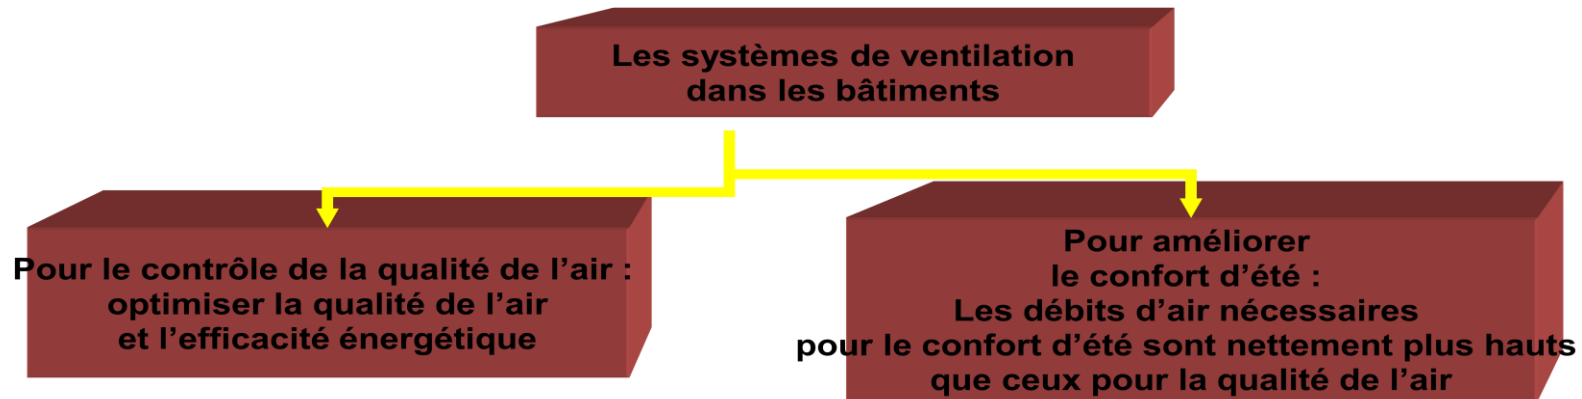 Les systèmes de ventilation
dans les bâtiments
Pour le contrôle de la qualité de l’air :
optimiser la qualité de l’air
et l’efficacité énergétique
Pour améliorer
le confort d’été :
Les débits d’air nécessaires
pour le confort d’été sont nettement plus hauts
que ceux pour la qualité de l’air